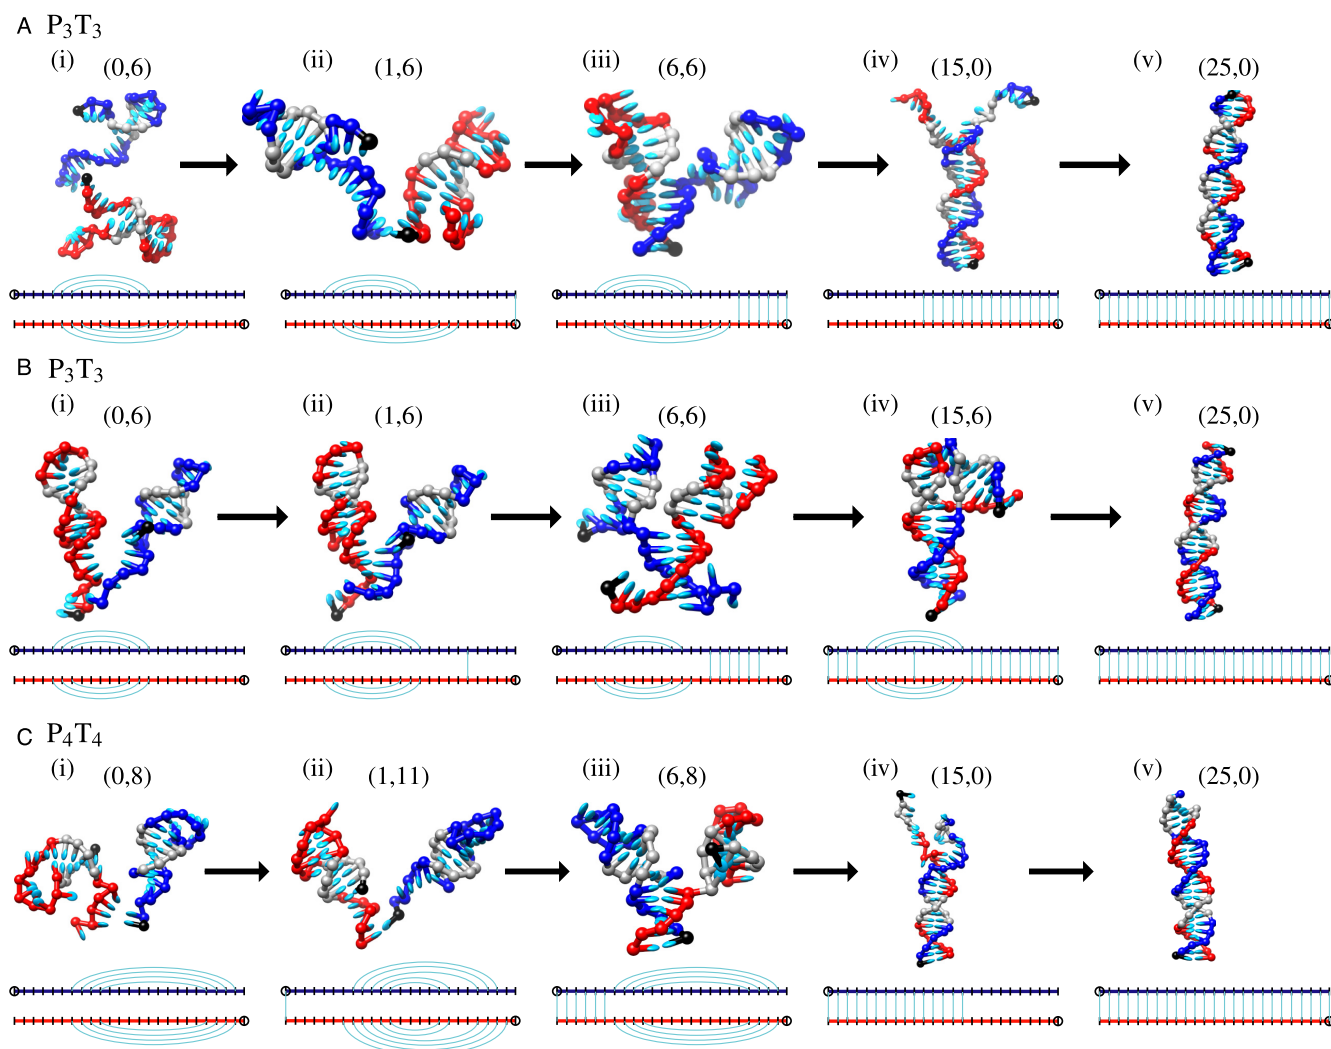 A P₃T₃
(i) (0,6) (ii) (1,6) (iii) (6,6) (iv) (15,0) (v) (25,0)
B P₃T₃
(i) (0,6) (ii) (1,6) (iii) (6,6) (iv) (15,6) (v) (25,0)
C P₄T₄
(i) (0,8) (ii) (1,11) (iii) (6,8) (iv) (15,0) (v) (25,0)